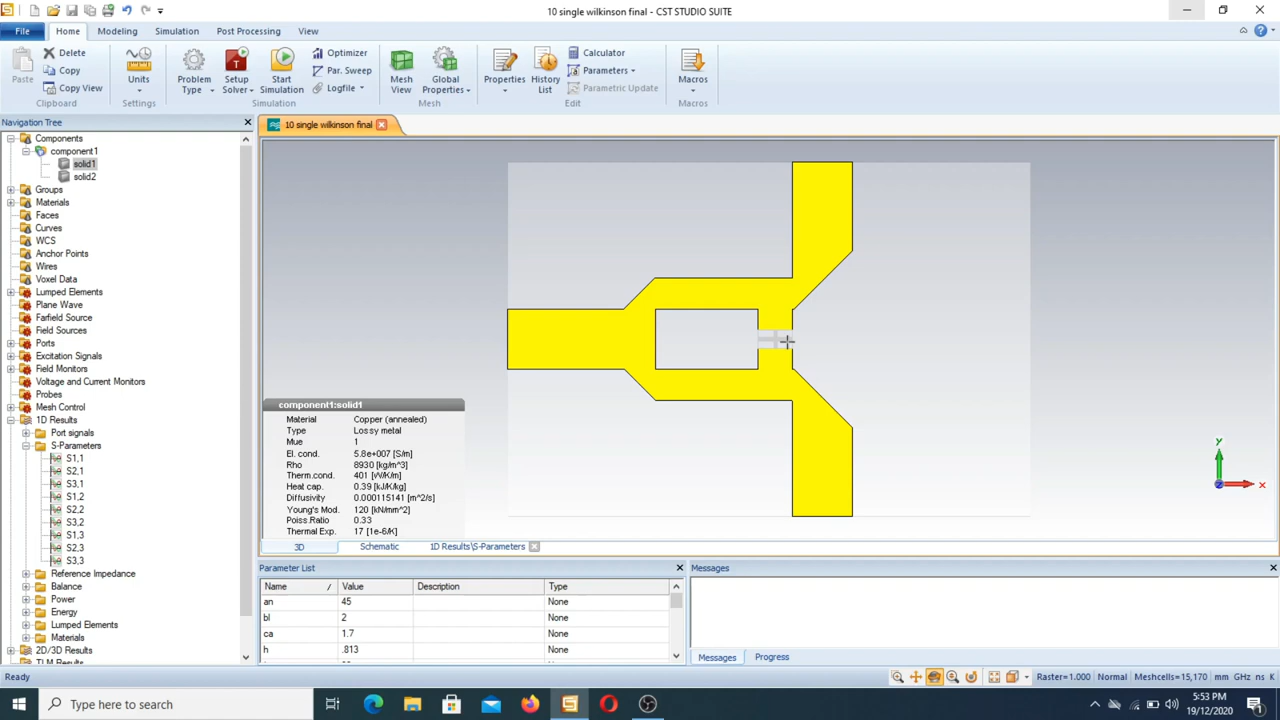 10 single wilkinson final - CST STUDIO SUITE
File Home Modeling Simulation Post Processing View
Paste
Delete
Copy
Copy View
Clipboard
Units
Settings
Problem Type
Setup Solver
Start Simulation
Optimizer
Par. Sweep
Logfile
Simulation
Mesh View
Global Properties
Mesh
Properties
History List
Calculator
Parameters
Parametric Update
Edit
Macros
Macros
Navigation Tree
10 single wilkinson final
Components
component1
solid1
solid2
Groups
Materials
Faces
Curves
WCS
Anchor Points
Wires
Voxel Data
Lumped Elements
Plane Wave
Farfield Source
Field Sources
Ports
Excitation Signals
Field Monitors
Voltage and Current Monitors
Probes
Mesh Control
1D Results
Port signals
S-Parameters
S1,1
S2,1
S3,1
S1,2
S2,2
S3,2
S1,3
S2,3
S3,3
Reference Impedance
Balance
Power
Energy
Lumped Elements
Materials
2D/3D Results
TLM Results
component1:solid1
Material Copper (annealed)
Type Lossy metal
Mue 1
El. cond. 5.8e+007 [S/m]
Rho 8930 [kg/m^3]
Therm.cond. 401 [W/K/m]
Heat cap. 0.39 [kJ/K/kg]
Diffusivity 0.000115141 [m^2/s]
Young's Mod. 120 [kN/mm^2]
Poiss.Ratio 0.33
Thermal Exp. 17 [1e-6/K]
y
x
3D Schematic 1D Results\S-Parameters
Parameter List
Name / Value Description Type
an 45 None
bl 2 None
ca 1.7 None
h .813 None
Messages
Messages Progress
Ready
Raster=1.000 Normal Meshcells=15,170 mm GHz ns K
Type here to search
5:53 PM
19/12/2020
1